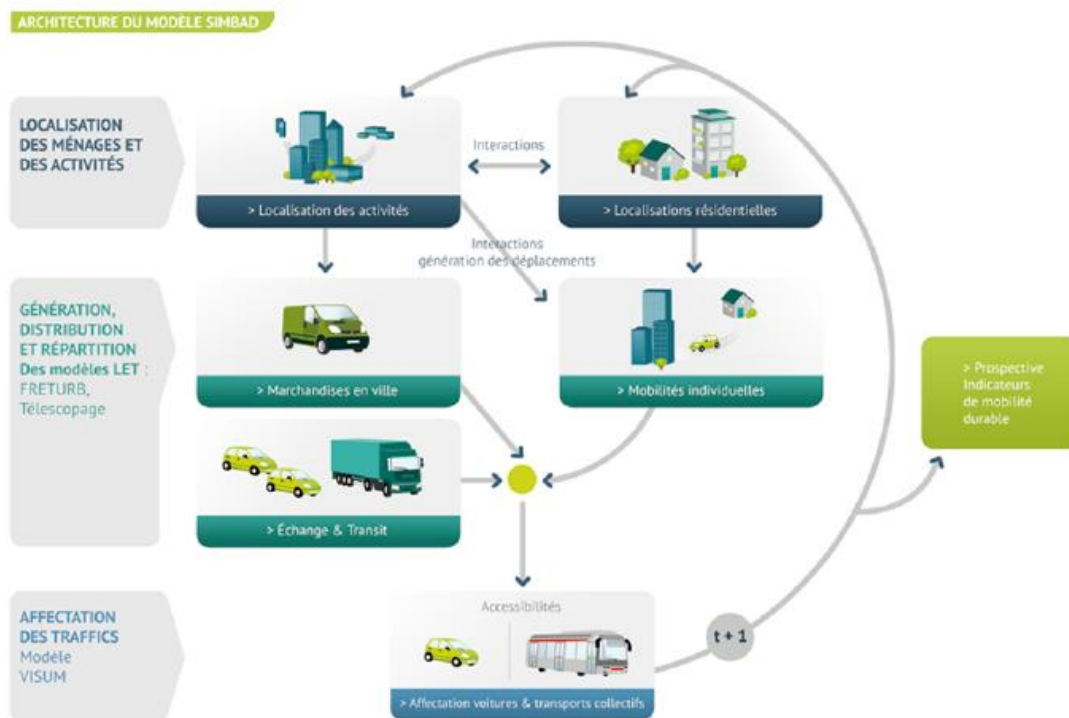 ARCHITECTURE DU MODÈLE SIMBAD
LOCALISATION
DES MÉNAGES ET
DES ACTIVITÉS
Interactions
> Localisation des activités
> Localisations résidentielles
Interactions
génération des déplacements
GÉNÉRATION,
DISTRIBUTION
ET RÉPARTITION
Des modèles LET :
FRETURB,
Télescopage
> Marchandises en ville
> Mobilités individuelles
> Prospective
Indicateurs
de mobilité
durable
> Échange & Transit
AFFECTATION
DES TRAFFICS
Modèle
VISUM
Accessibilités
> Affectation voitures & transports collectifs
t + 1